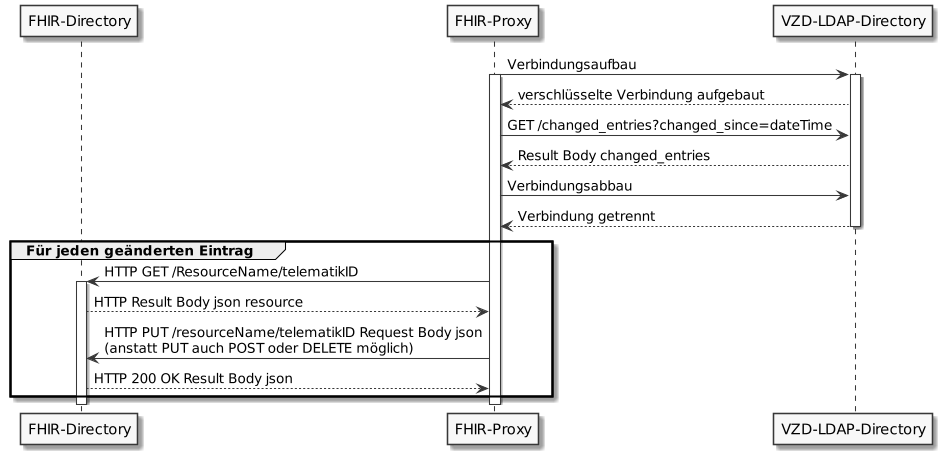 FHIR-Directory
FHIR-Proxy
VZD-LDAP-Directory
Verbindungsaufbau
verschlüsselte Verbindung aufgebaut
GET /changed_entries?changed_since=dateTime
Result Body changed_entries
Verbindungsabbau
Verbindung getrennt
Für jeden geänderten Eintrag
HTTP GET /ResourceName/telematikID
HTTP Result Body json resource
HTTP PUT /resourceName/telematikID Request Body json
(anstatt PUT auch POST oder DELETE möglich)
HTTP 200 OK Result Body json
FHIR-Directory
FHIR-Proxy
VZD-LDAP-Directory